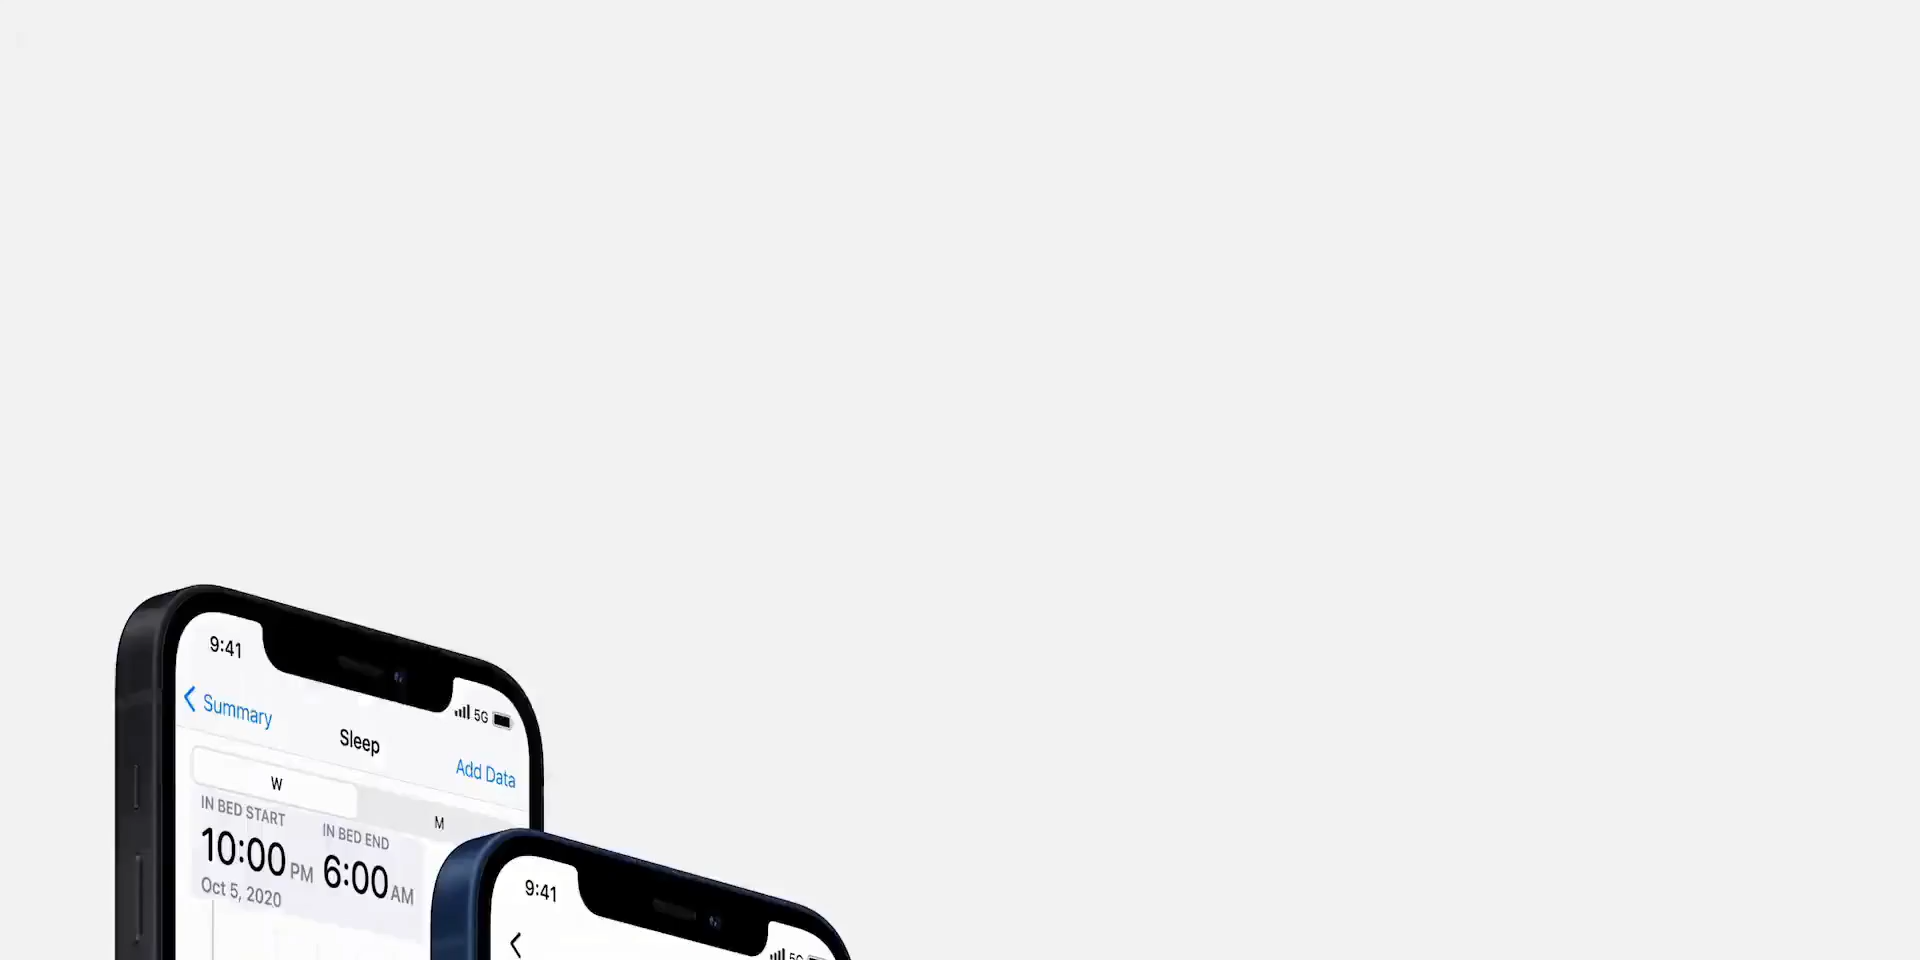 9:41
5G
Summary
Sleep
Add Data
W
M
IN BED START
IN BED END
10:00 PM
6:00 AM
Oct 5, 2020
9:41
5G